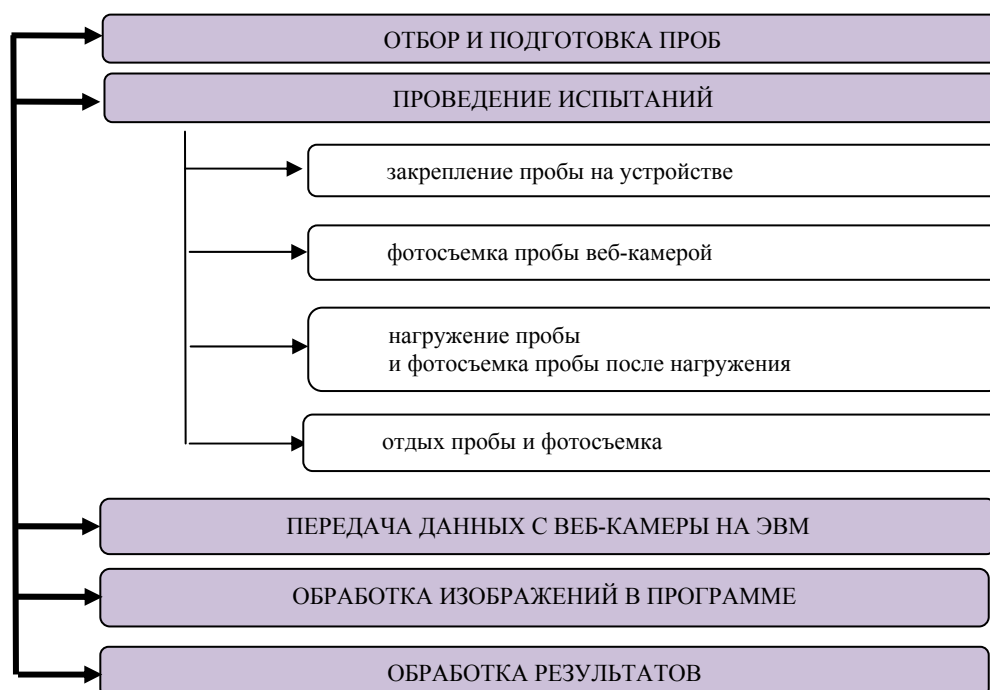 ОТБОР И ПОДГОТОВКА ПРОБ
ПРОВЕДЕНИЕ ИСПЫТАНИЙ
закрепление пробы на устройстве
фотосъемка пробы веб-камерой
нагружение пробы
и фотосъемка пробы после нагружения
отдых пробы и фотосъемка
ПЕРЕДАЧА ДАННЫХ С ВЕБ-КАМЕРЫ НА ЭВМ
ОБРАБОТКА ИЗОБРАЖЕНИЙ В ПРОГРАММЕ
ОБРАБОТКА РЕЗУЛЬТАТОВ